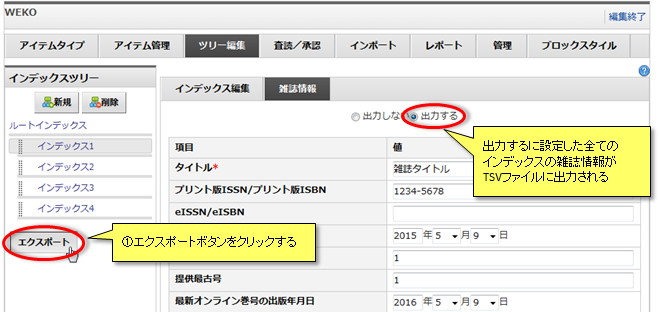 WEKO
編集終了
アイテムタイプ アイテム管理 ツリー編集 査読／承認 インポート レポート 管理 ブロックスタイル
インデックスツリー
新規 削除
ルートインデックス
インデックス1
インデックス2
インデックス3
インデックス4
エクスポート
①エクスポートボタンをクリックする
インデックス編集 雑誌情報
出力しな 出力する
出力するに設定した全ての
インデックスの雑誌情報が
TSVファイルに出力される
項目 値
タイトル* 雑誌タイトル
プリント版ISSN/プリント版ISBN 1234-5678
eISSN/eISBN
2015 年 5 月 9 日
1
提供最古号 1
最新オンライン巻号の出版年月日 2016 年 5 月 9 日